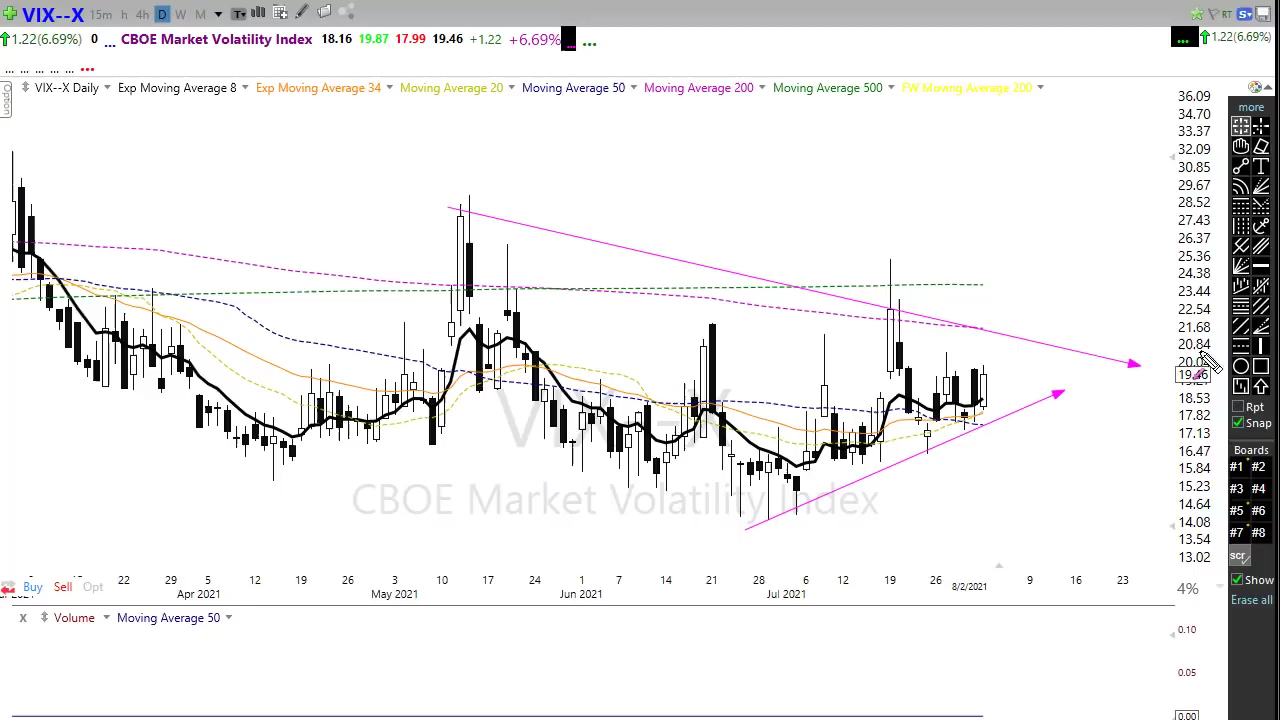 VIX--X 15m h 4h D W M T RT S
1.22(6.69%) 0 ... CBOE Market Volatility Index 18.16 19.87 17.99 19.46 +1.22 +6.69% ... ... ... 1.22(6.69%)
... ... ... ... ... ...
Option VIX--X Daily Exp Moving Average 8 Exp Moving Average 34 Moving Average 20 Moving Average 50 Moving Average 200 Moving Average 500 FW Moving Average 200
36.09
34.70
33.37
32.09
30.85
29.67
28.52
27.43
26.37
25.36
24.38
23.44
22.54
21.68
20.84
18.53
17.82
17.13
16.47
15.84
15.23
14.64
14.08
13.54
13.02
more
T
Rpt
Snap
Boards
#1 #2
#3 #4
#5 #6
#7 #8
scr
Show
Erase all
VIX--X
CBOE Market Volatility Index
22 29 5 12 19 26 3 10 17 24 1 7 14 21 28 6 12 19 26 8/2/2021 9 16 23
Apr 2021 May 2021 Jun 2021 Jul 2021
Buy Sell Opt 4%
X Volume Moving Average 50
0.10
0.05
0.00